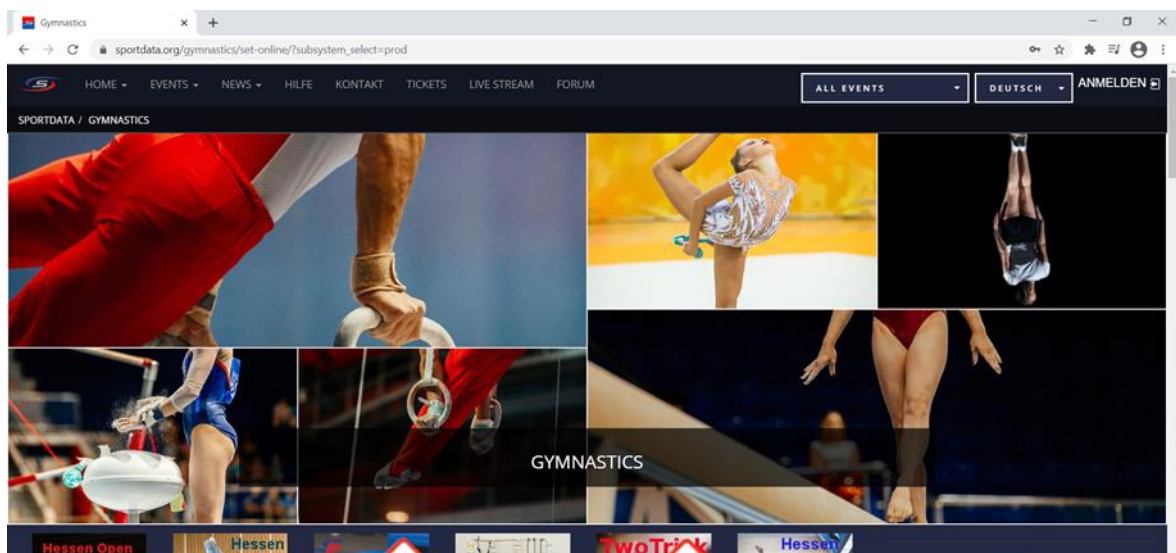 Gymnastics
sportdata.org/gymnastics/set-online/?subsystem_select=prod
HOME EVENTS NEWS HILFE KONTAKT TICKETS LIVE STREAM FORUM ALL EVENTS DEUTSCH ANMELDEN
SPORTDATA / GYMNASTICS
GYMNASTICS
Hessen Open Hessen TwoTrick Hessen